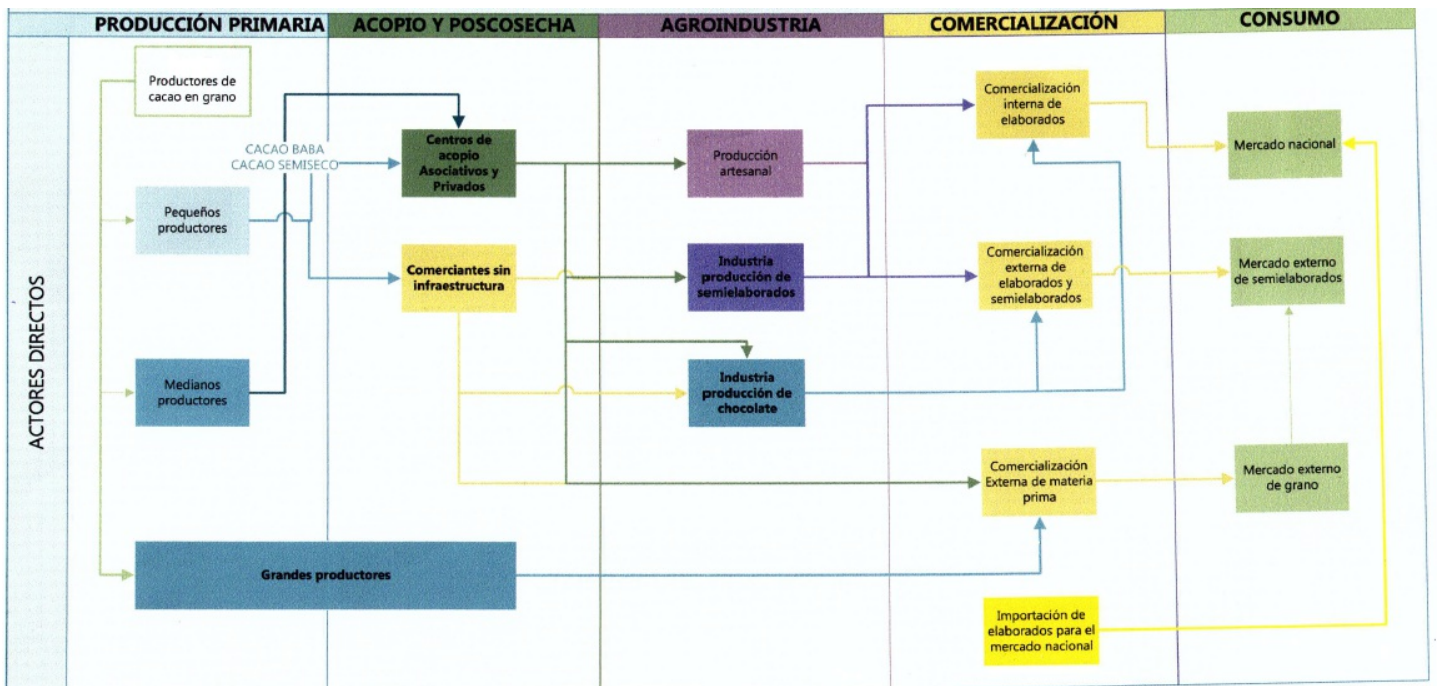 PRODUCCIÓN PRIMARIA
ACOPIO Y POSCOSECHA
AGROINDUSTRIA
COMERCIALIZACIÓN
CONSUMO
ACTORES DIRECTOS
Productores de
cacao en grano
CACAO BABA
CACAO SEMISECO
Pequeños
productores
Medianos
productores
Grandes productores
Centros de
acopio
Asociativos y
Privados
Comerciantes sin
infraestructura
Producción
artesanal
Industria
producción de
semielaborados
Industria
producción de
chocolate
Comercialización
interna de
elaborados
Comercialización
externa de
elaborados y
semielaborados
Comercialización
Externa de materia
prima
Importación de
elaborados para el
mercado nacional
Mercado nacional
Mercado externo
de semielaborados
Mercado externo
de grano